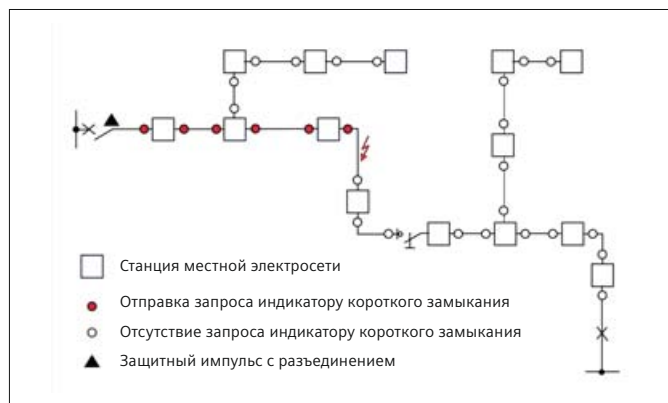 Станция местной электросети
Отправка запроса индикатору короткого замыкания
Отсутствие запроса индикатору короткого замыкания
Защитный импульс с разъединением